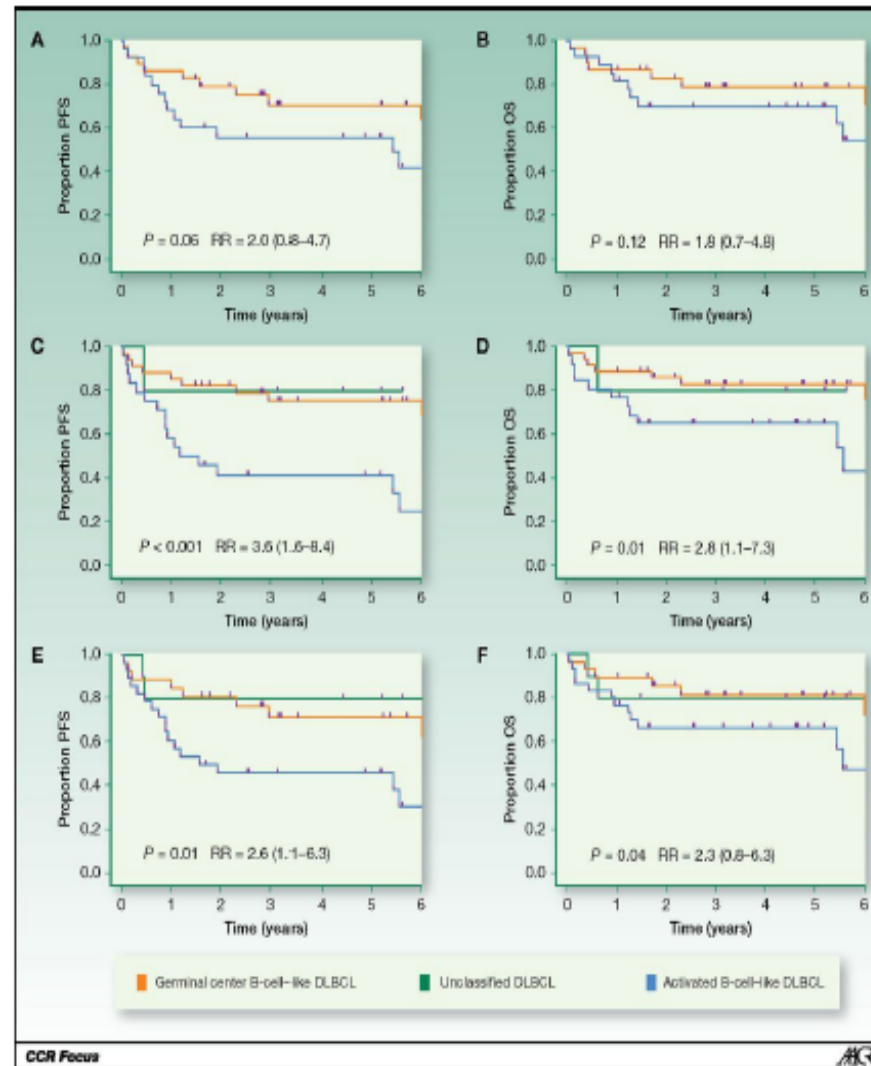 A
Proportion PFS
1.0
0.8
0.6
0.4
0.2
0.0
P = 0.06 RR = 2.0 (0.8–4.7)
0 1 2 3 4 5 6
Time (years)
B
Proportion OS
1.0
0.8
0.6
0.4
0.2
0.0
P = 0.12 RR = 1.8 (0.7–4.8)
0 1 2 3 4 5 6
Time (years)
C
Proportion PFS
1.0
0.8
0.6
0.4
0.2
0.0
P < 0.001 RR = 3.6 (1.6–8.4)
0 1 2 3 4 5 6
Time (years)
D
Proportion OS
1.0
0.8
0.6
0.4
0.2
0.0
P = 0.01 RR = 2.8 (1.1–7.3)
0 1 2 3 4 5 6
Time (years)
E
Proportion PFS
1.0
0.8
0.6
0.4
0.2
0.0
P = 0.01 RR = 2.6 (1.1–6.3)
0 1 2 3 4 5 6
Time (years)
F
Proportion OS
1.0
0.8
0.6
0.4
0.2
0.0
P = 0.04 RR = 2.3 (0.8–6.3)
0 1 2 3 4 5 6
Time (years)
Germinal center B-cell–like DLBCL
Unclassified DLBCL
Activated B-cell-like DLBCL
CCR Focus